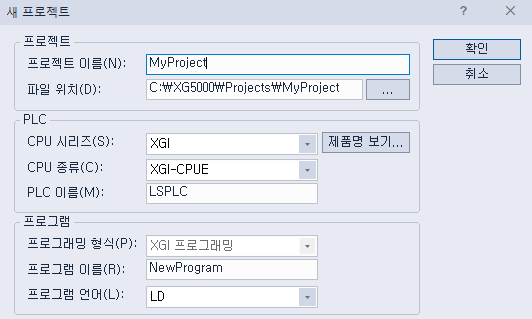 새 프로젝트
? ×
프로젝트
프로젝트 이름(N): MyProject
파일 위치(D): C:₩XG5000₩Projects₩MyProject ...
확인
취소
PLC
CPU 시리즈(S): XGI 제품명 보기...
CPU 종류(C): XGI-CPUE
PLC 이름(M): LSPLC
프로그램
프로그래밍 형식(P): XGI 프로그래밍
프로그램 이름(R): NewProgram
프로그램 언어(L): LD